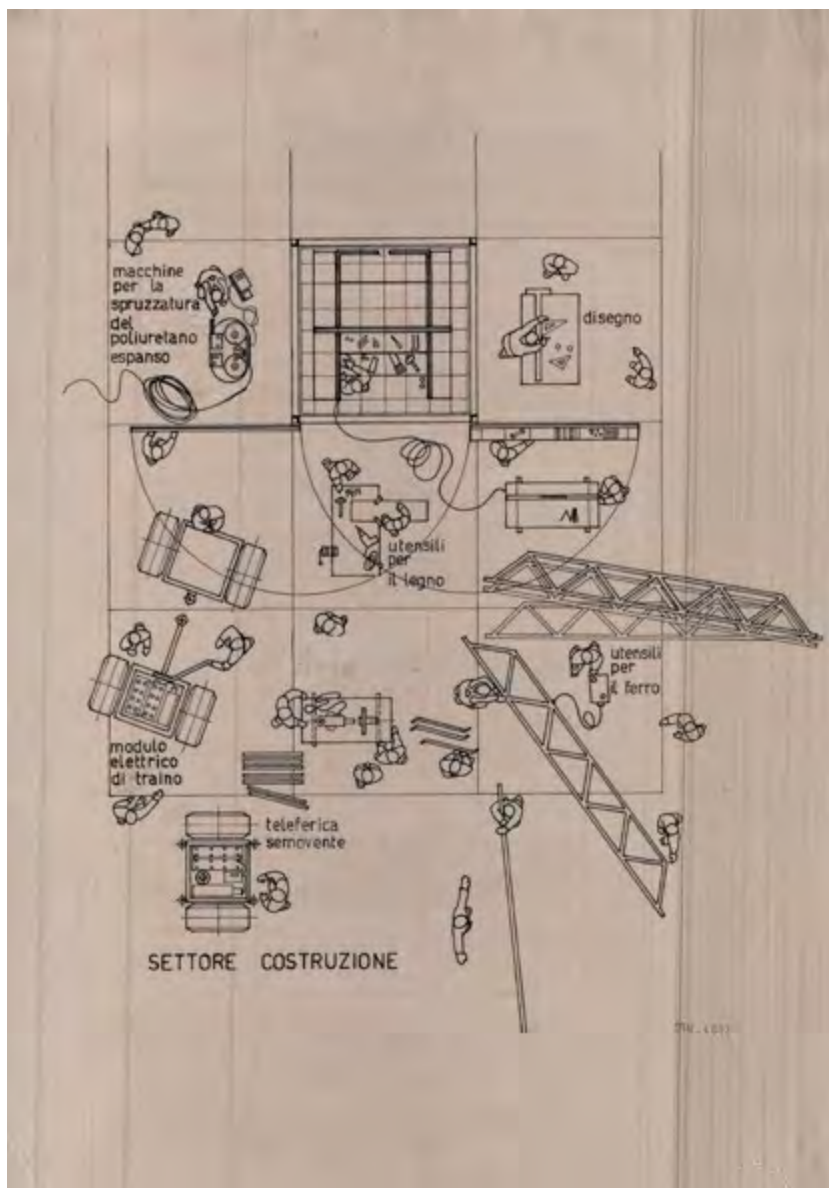 macchine
per la
spruzzatura
del
poliuretano
espanso
disegno
utensili
per
il legno
utensili
per
il ferro
modulo
elettrico
di traino
teleferica
semovente
SETTORE COSTRUZIONE